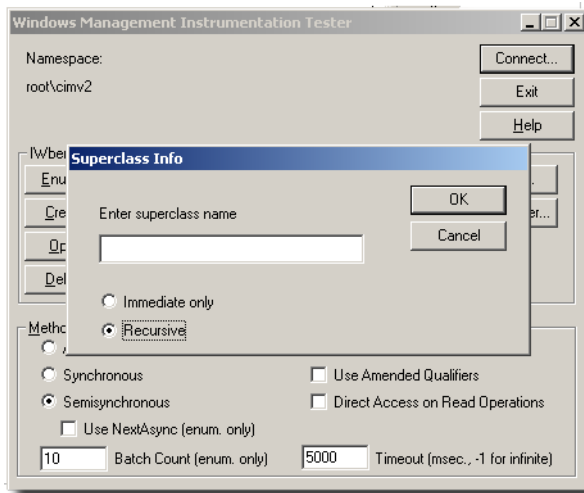 Windows Management Instrumentation Tester
Namespace:
Connect...
root\cimv2
Exit
Help
Superclass Info
OK
Enter superclass name
Cancel
Immediate only
Recursive
Synchronous
Use Amended Qualifiers
Semisynchronous
Direct Access on Read Operations
Use NextAsync (enum. only)
10
Batch Count (enum. only)
5000
Timeout (msec., -1 for infinite)